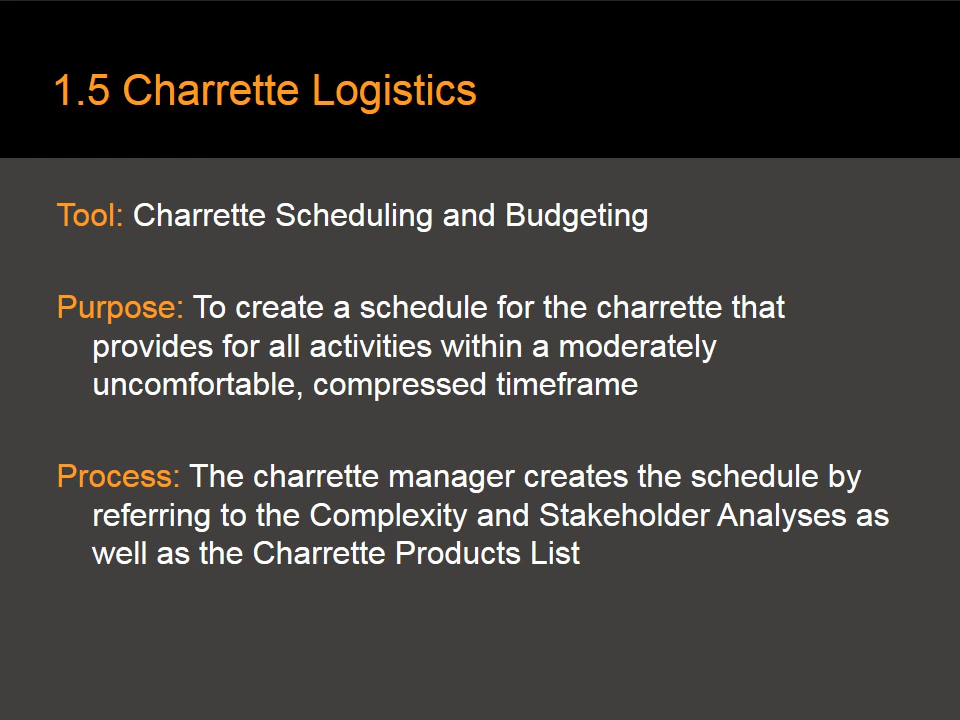 1.5 Charrette Logistics
Tool: Charrette Scheduling and Budgeting
Purpose: To create a schedule for the charrette that
provides for all activities within a moderately
uncomfortable, compressed timeframe
Process: The charrette manager creates the schedule by
referring to the Complexity and Stakeholder Analyses as
well as the Charrette Products List